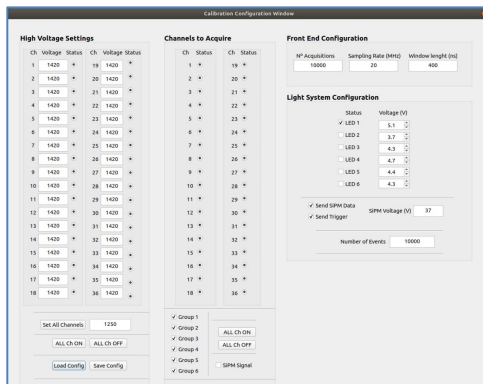 Calibration Configuration Window
High Voltage Settings
Ch Voltage Status Ch Voltage Status
1 1420 19 1420
2 1420 20 1420
3 1420 21 1420
4 1420 22 1420
5 1420 23 1420
6 1420 24 1420
7 1420 25 1420
8 1420 26 1420
9 1420 27 1420
10 1420 28 1420
11 1420 29 1420
12 1420 30 1420
13 1420 31 1420
14 1420 32 1420
15 1420 33 1420
16 1420 34 1420
17 1420 35 1420
18 1420 36 1420
Set All Channels 1250
ALL Ch ON ALL Ch OFF
Load Config Save Config
Channels to Acquire
Ch Status Ch Status
1 19
2 20
3 21
4 22
5 23
6 24
7 25
8 26
9 27
10 28
11 29
12 30
13 31
14 32
15 33
16 34
17 35
18 36
Group 1
Group 2
Group 3
Group 4
Group 5
Group 6
ALL Ch ON
ALL Ch OFF
SiPM Signal
Front End Configuration
Nº Acquisitions Sampling Rate (MHz) Window lenght (ns)
10000 20 400
Light System Configuration
Status Voltage (V)
LED 1 5.1
LED 2 3.7
LED 3 4.3
LED 4 4.7
LED 5 4.4
LED 6 4.3
Send SiPM Data
Send Trigger
SiPM Voltage (V) 37
Number of Events 10000